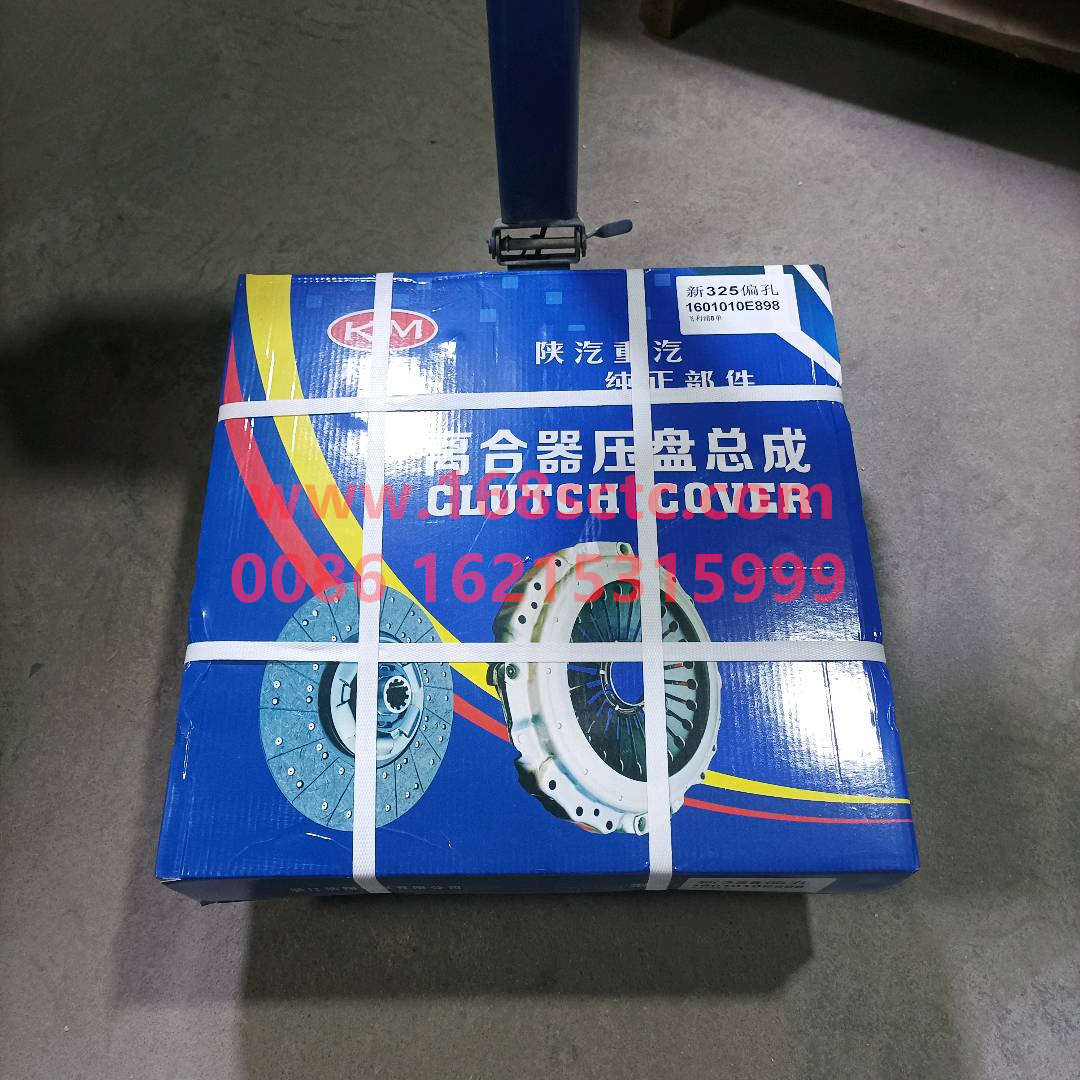 新325偏孔
1601010E898
KM
陕汽重汽
纯正部件
离合器压盘总成
CLUTCH COVER
www.168sctc.com
0086 16215315999